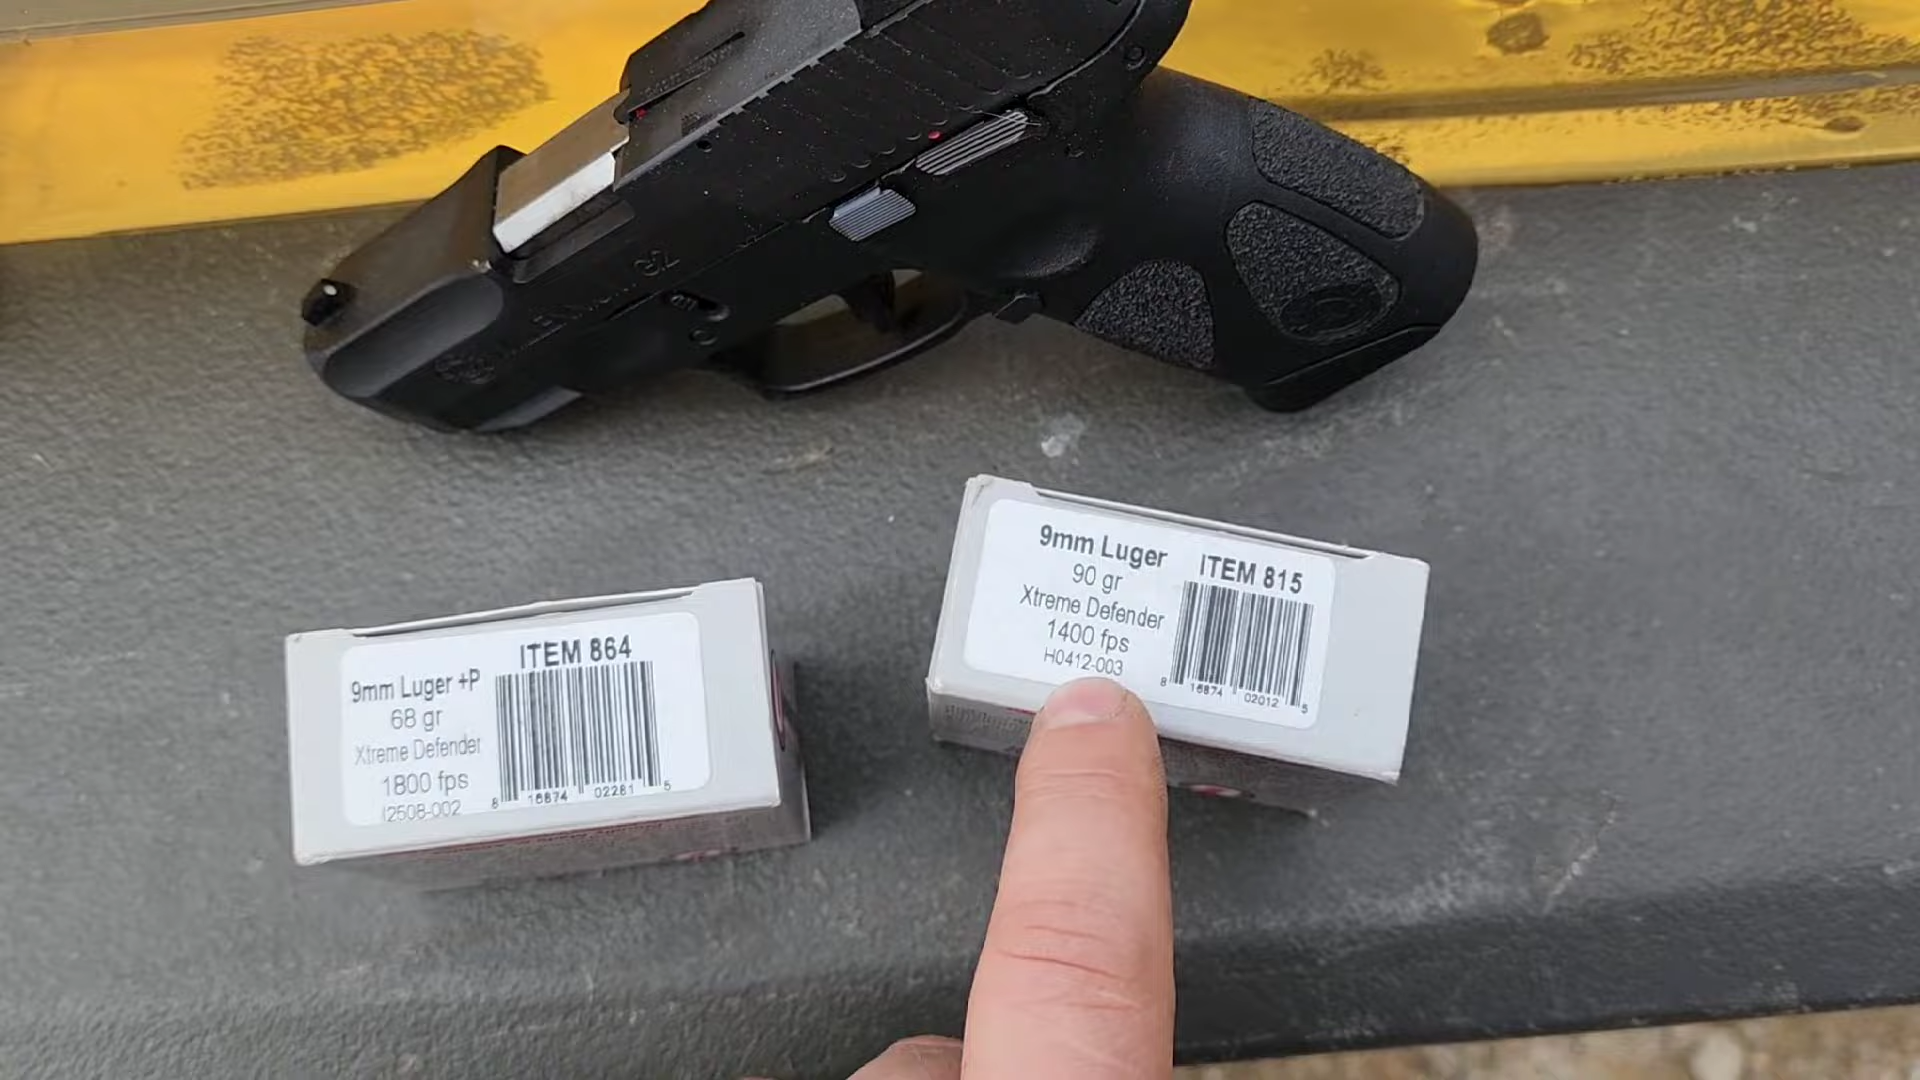 G2
ITEM 864
9mm Luger +P
68 gr
Xtreme Defender
1800 fps
I2508-002
8 16874 02281 5
9mm Luger
ITEM 815
90 gr
Xtreme Defender
1400 fps
H0412-003
8 16874 02012 5